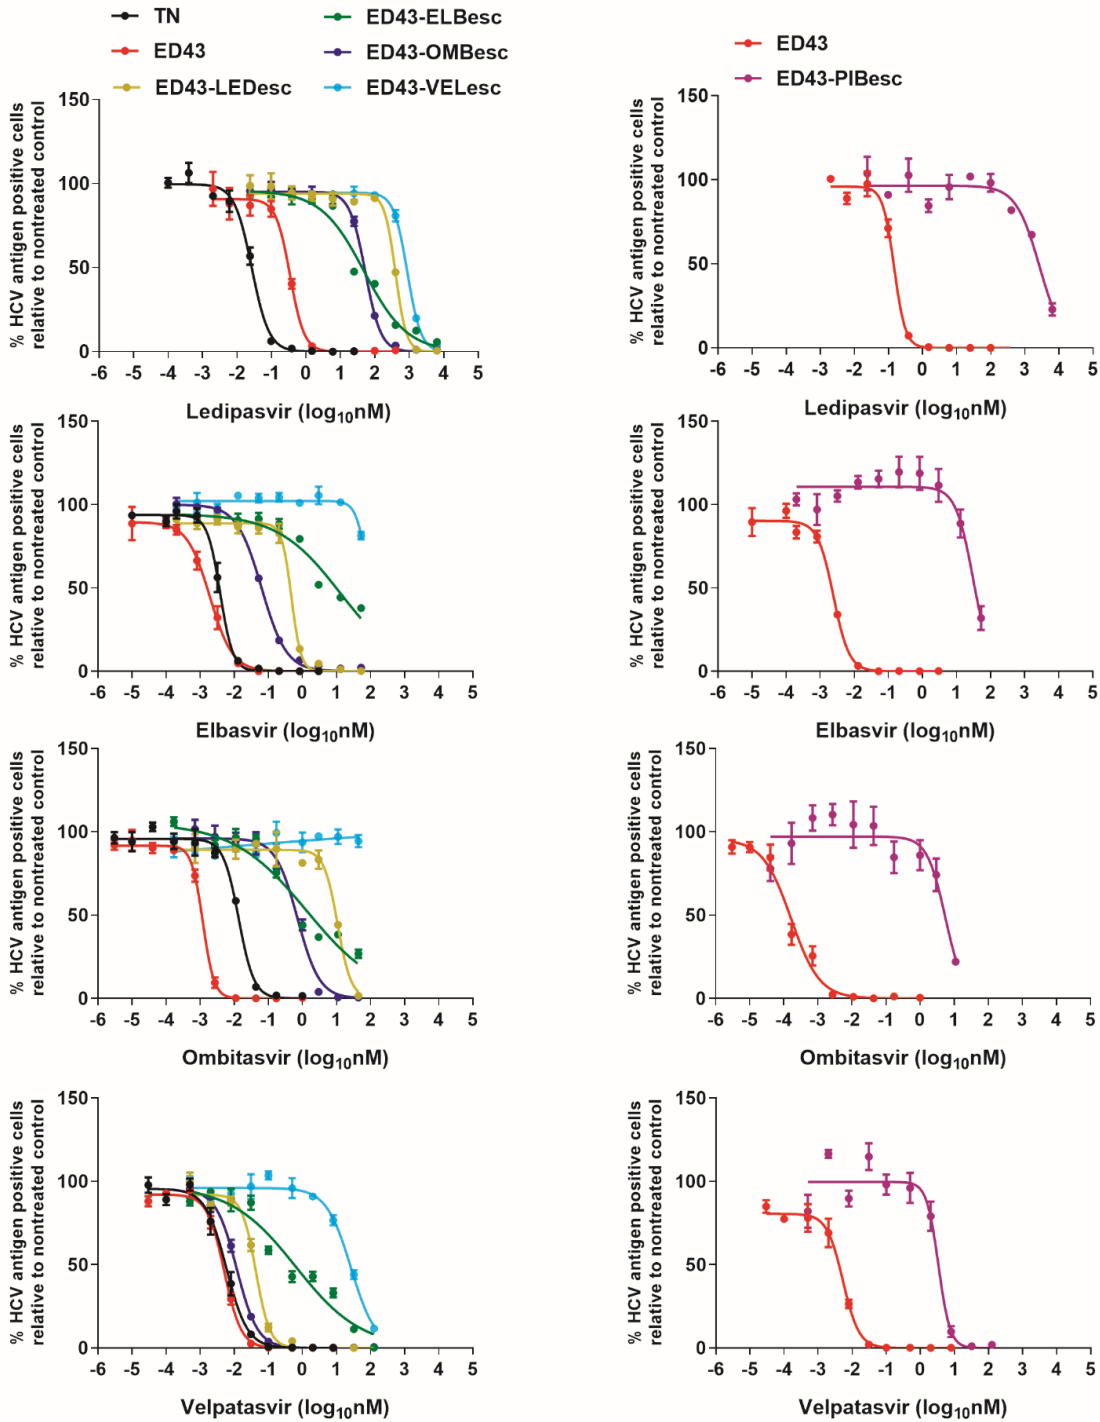 TN
ED43
ED43-LEDesc
ED43-ELBesc
ED43-OMBesc
ED43-VELesc
ED43
ED43-PIBesc
% HCV antigen positive cells
relative to nontreated control
150
100
50
0
-6 -5 -4 -3 -2 -1 0 1 2 3 4 5
Ledipasvir (log10nM)
% HCV antigen positive cells
relative to nontreated control
150
100
50
0
-6 -5 -4 -3 -2 -1 0 1 2 3 4 5
Ledipasvir (log10nM)
% HCV antigen positive cells
relative to nontreated control
150
100
50
0
-6 -5 -4 -3 -2 -1 0 1 2 3 4 5
Elbasvir (log10nM)
% HCV antigen positive cells
relative to nontreated control
150
100
50
0
-6 -5 -4 -3 -2 -1 0 1 2 3 4 5
Elbasvir (log10nM)
% HCV antigen positive cells
relative to nontreated control
150
100
50
0
-6 -5 -4 -3 -2 -1 0 1 2 3 4 5
Ombitasvir (log10nM)
% HCV antigen positive cells
relative to nontreated control
150
100
50
0
-6 -5 -4 -3 -2 -1 0 1 2 3 4 5
Ombitasvir (log10nM)
% HCV antigen positive cells
relative to nontreated control
150
100
50
0
-6 -5 -4 -3 -2 -1 0 1 2 3 4 5
Velpatasvir (log10nM)
% HCV antigen positive cells
relative to nontreated control
150
100
50
0
-6 -5 -4 -3 -2 -1 0 1 2 3 4 5
Velpatasvir (log10nM)